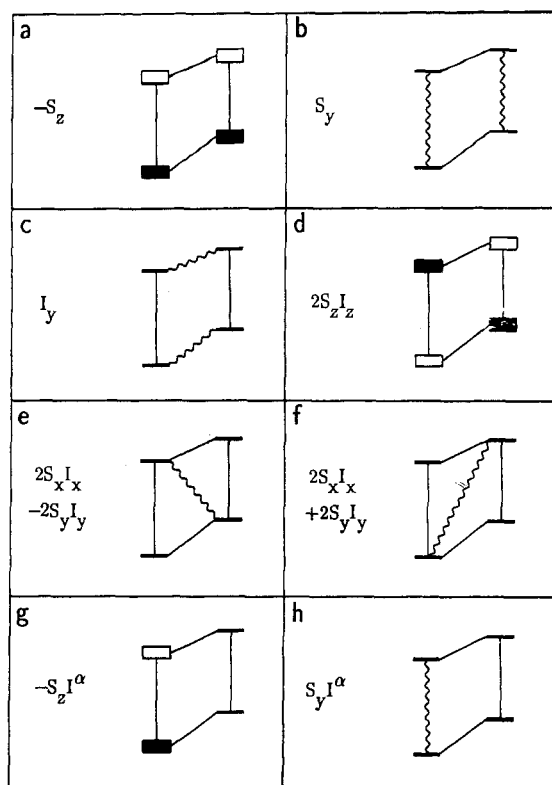 a
−S_z
b
S_y
c
I_y
d
2S_zI_z
e
2S_xI_x
−2S_yI_y
f
2S_xI_x
+2S_yI_y
g
−S_zI^α
h
S_yI^α